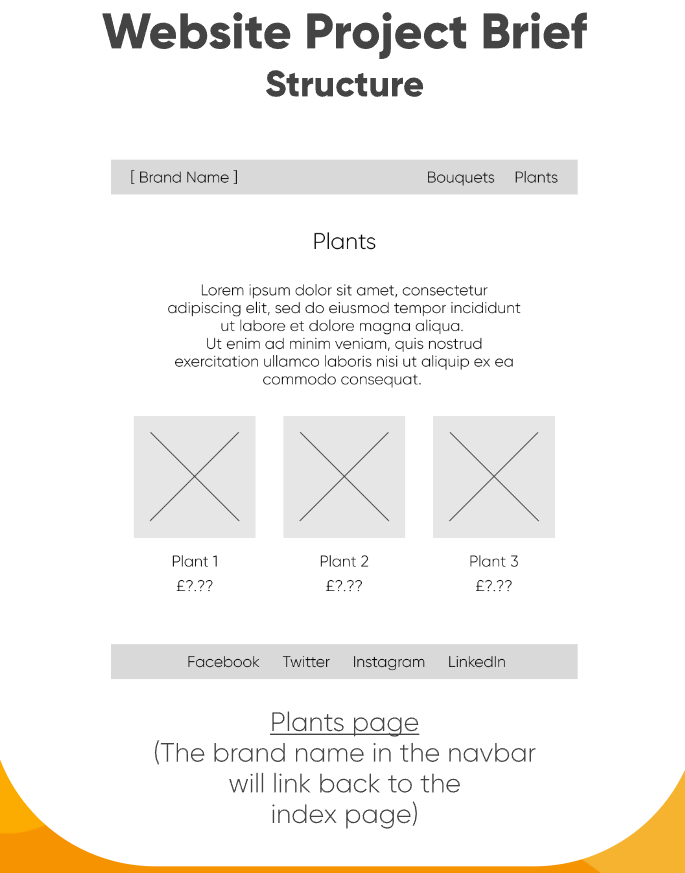 Website Project Brief
Structure
[ Brand Name ] Bouquets Plants
Plants
Lorem ipsum dolor sit amet, consectetur
adipiscing elit, sed do eiusmod tempor incididunt
ut labore et dolore magna aliqua.
Ut enim ad minim veniam, quis nostrud
exercitation ullamco laboris nisi ut aliquip ex ea
commodo consequat.
Plant 1 Plant 2 Plant 3
£?.?? £?.?? £?.??
Facebook Twitter Instagram LinkedIn
Plants page
(The brand name in the navbar
will link back to the
index page)